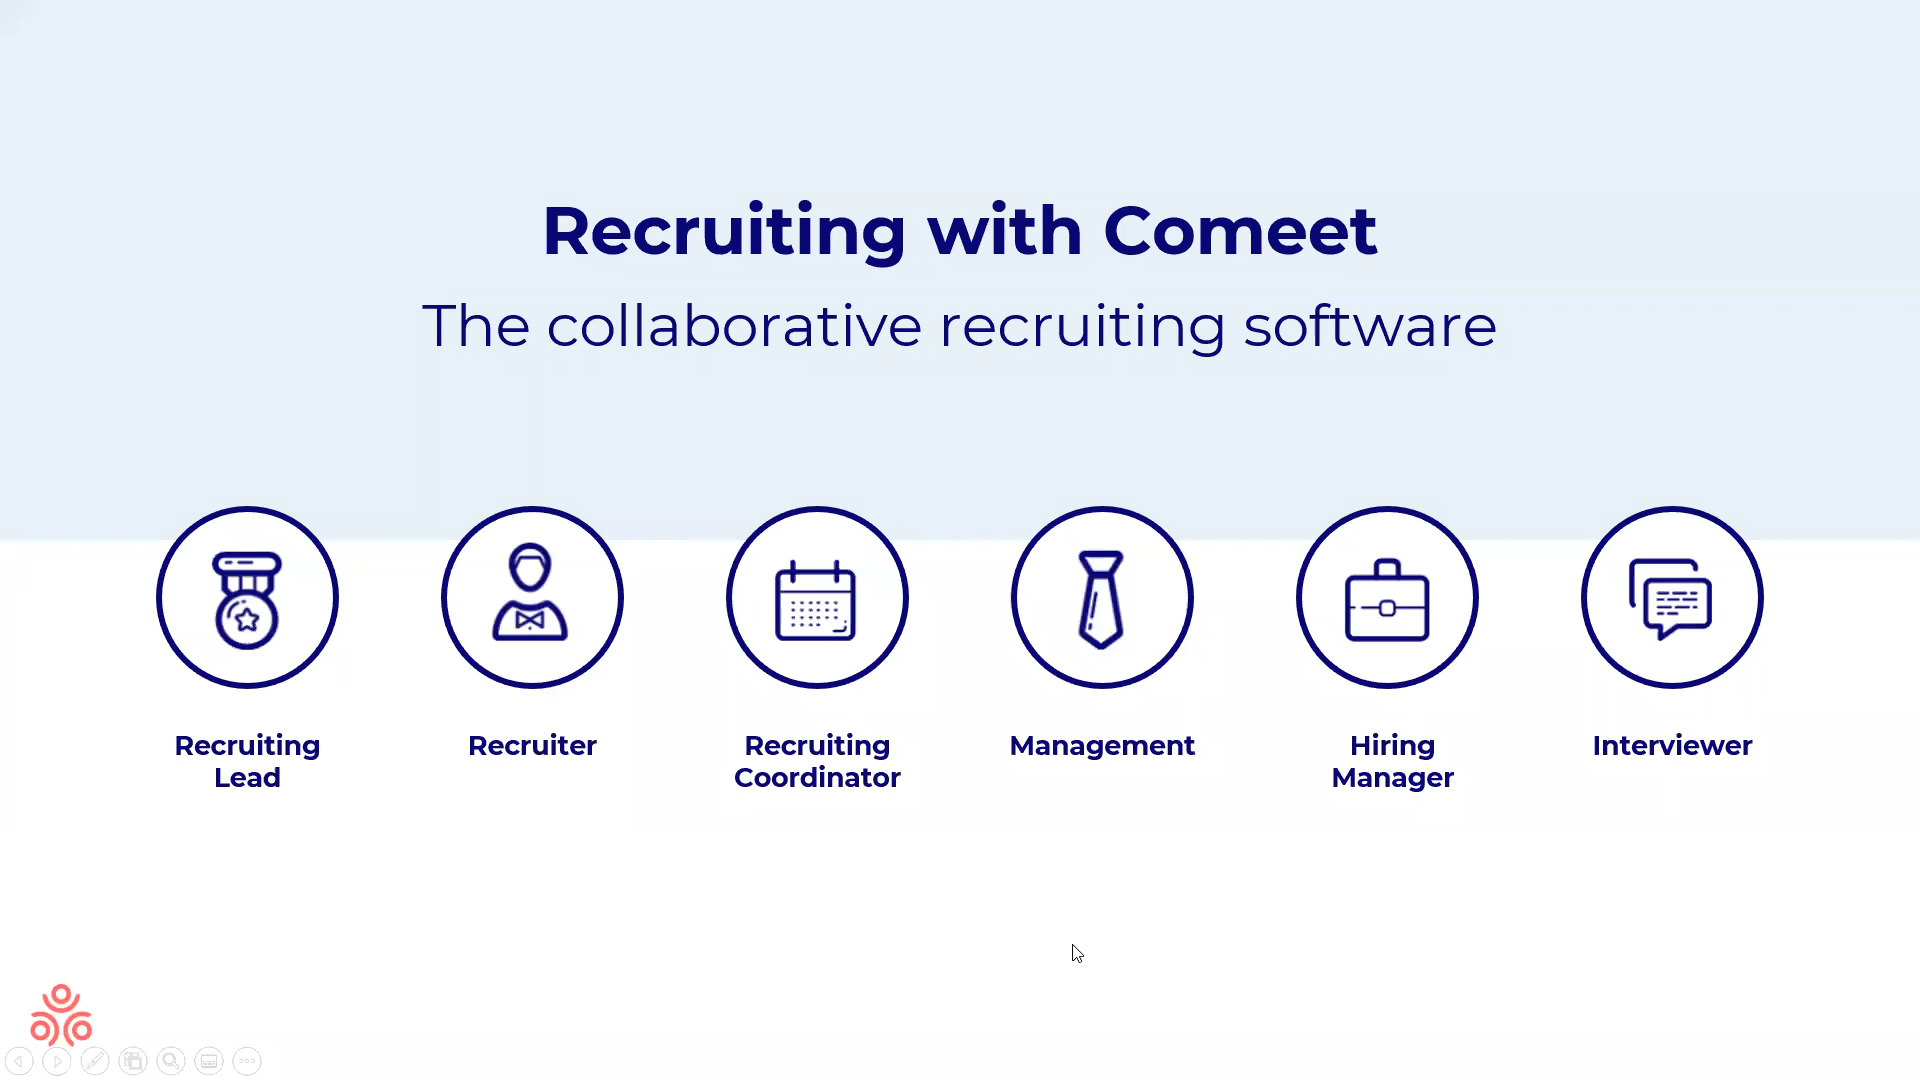 Recruiting with Comeet
The collaborative recruiting software
Recruiting
Lead
Recruiter
Recruiting
Coordinator
Management
Hiring
Manager
Interviewer